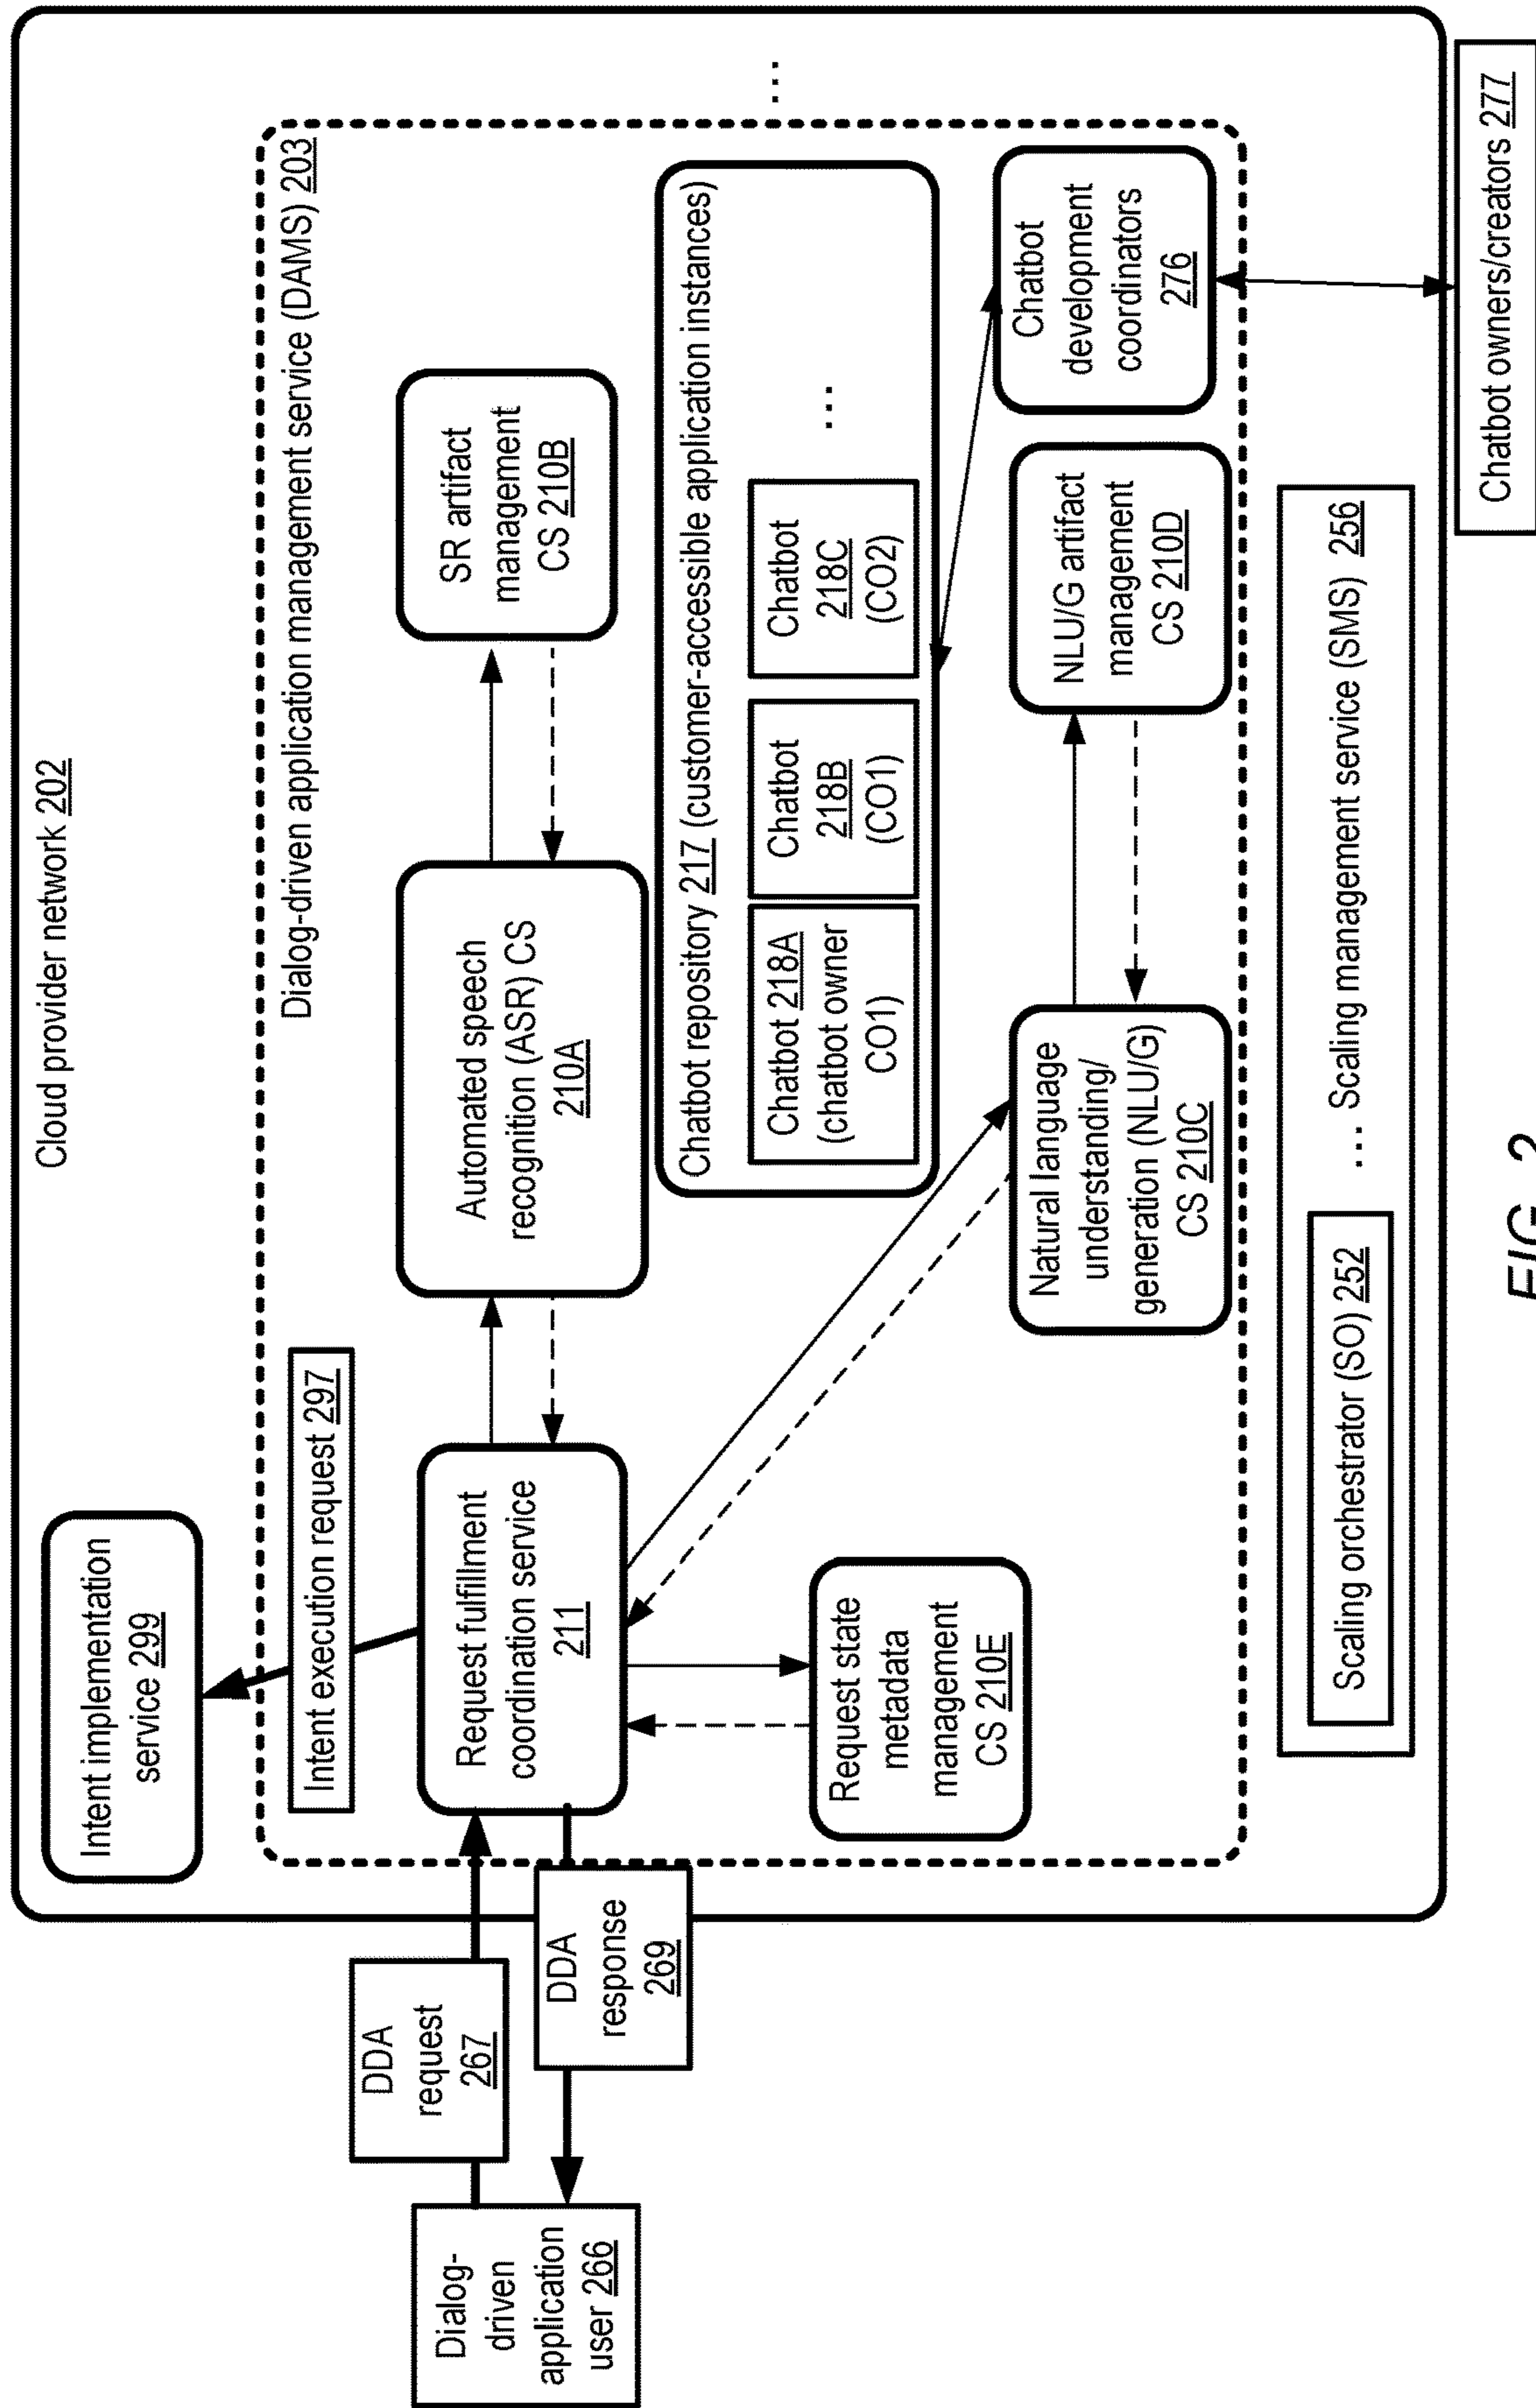 Cloud provider network 202
Intent implementation
service 299
Dialog-driven application management service (DAMS) 203
Intent execution request 297
DDA
request
267
Dialog-
driven
application
user 266
DDA
response
269
Request fulfillment
coordination service
211
Automated speech
recognition (ASR) CS
210A
SR artifact
management
CS 210B
Chatbot repository 217 (customer-accessible application instances)
Chatbot 218A
(chatbot owner
CO1)
Chatbot
218B
(CO1)
Chatbot
218C
(CO2)
...
...
Request state
metadata
management
CS 210E
Natural language
understanding/
generation (NLU/G)
CS 210C
NLU/G artifact
management
CS 210D
Chatbot
development
coordinators
276
Scaling orchestrator (SO) 252
... Scaling management service (SMS) 256
Chatbot owners/creators 277
FIG. 2